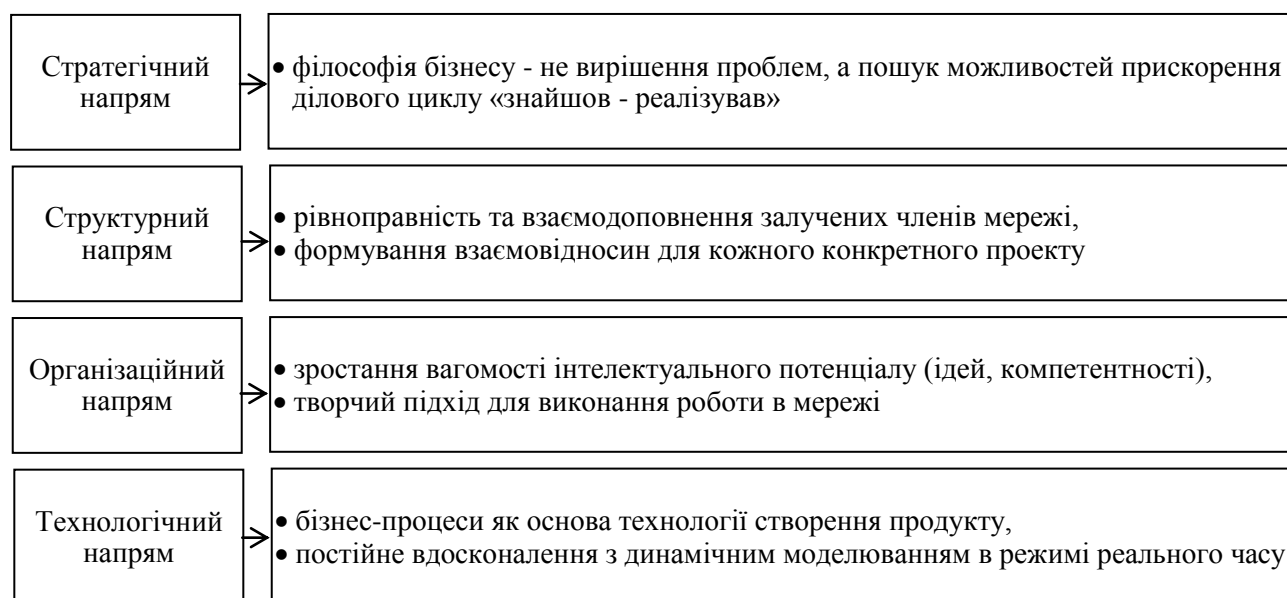 Стратегічний
напрям
• філософія бізнесу - не вирішення проблем, а пошук можливостей прискорення
ділового циклу «знайшов - реалізував»
Структурний
напрям
• рівноправність та взаємодоповнення залучених членів мережі,
• формування взаємовідносин для кожного конкретного проекту
Організаційний
напрям
• зростання вагомості інтелектуального потенціалу (ідей, компетентності),
• творчий підхід для виконання роботи в мережі
Технологічний
напрям
• бізнес-процеси як основа технології створення продукту,
• постійне вдосконалення з динамічним моделюванням в режимі реального часу